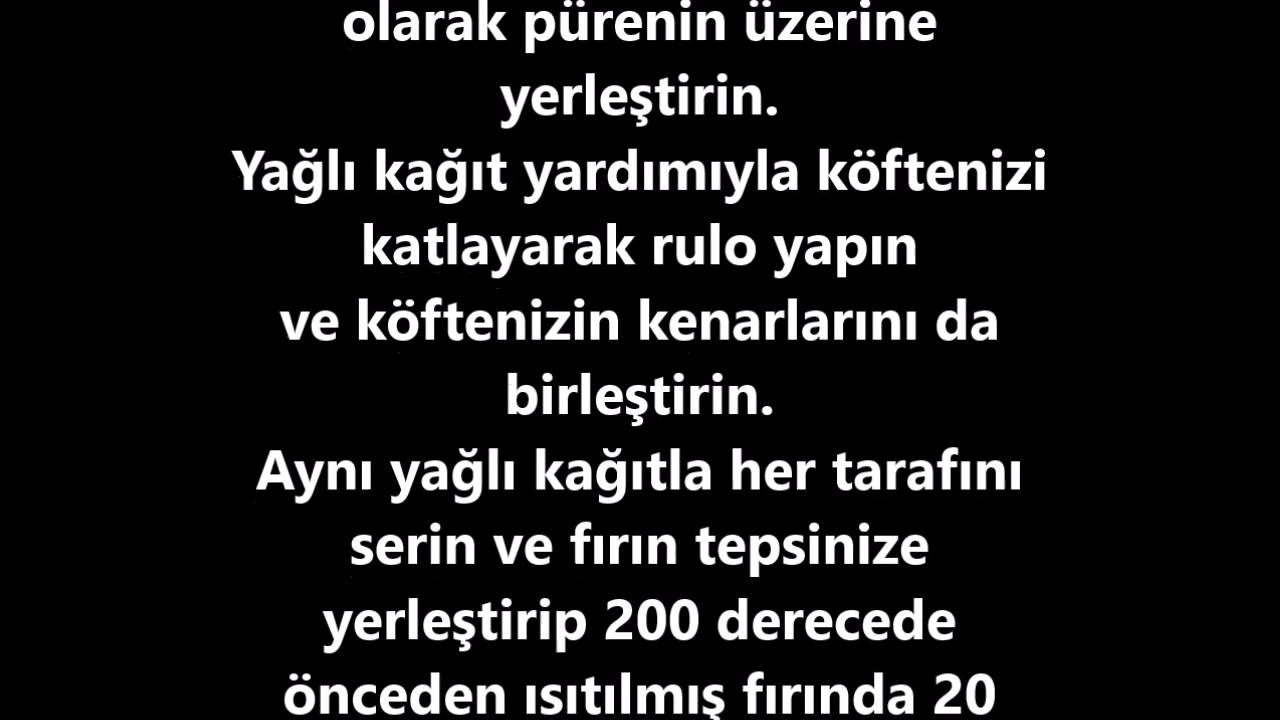 olarak pürenin üzerine
yerleştirin.
Yağlı kağıt yardımıyla köftenizi
katlayarak rulo yapın
ve köftenizin kenarlarını da
birleştirin.
Aynı yağlı kağıtla her tarafını
serin ve fırın tepsinize
yerleştirip 200 derecede
önceden ısıtılmış fırında 20